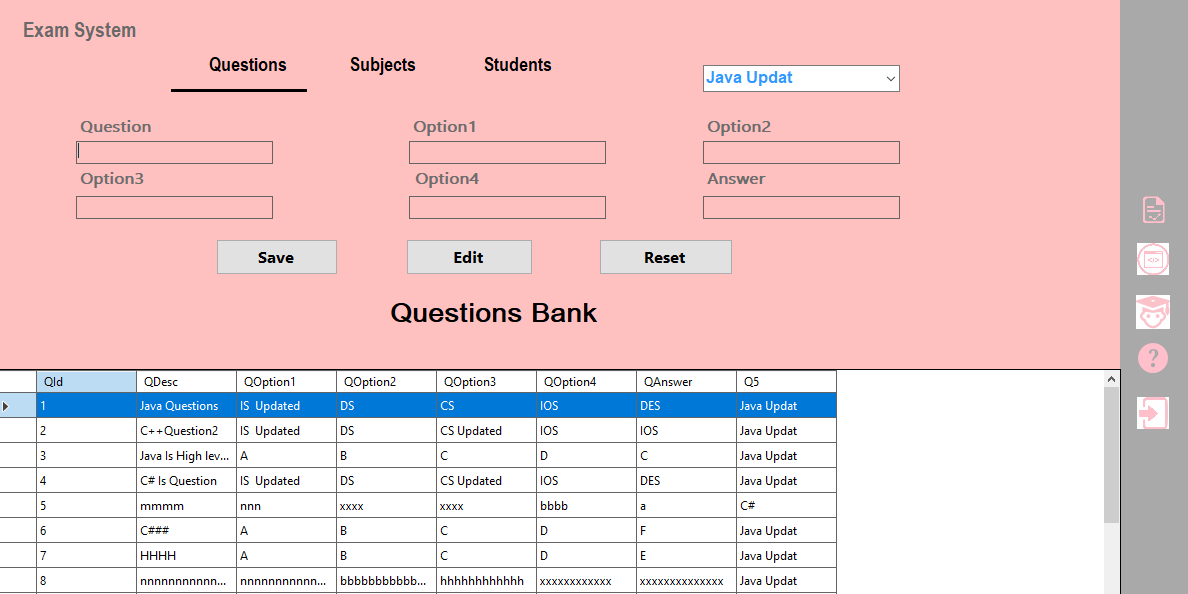 Exam System
Questions Subjects Students
Java Updat
Question Option1 Option2
Option3 Option4 Answer
Save Edit Reset
Questions Bank
QId QDesc QOption1 QOption2 QOption3 QOption4 QAnswer Q5
1 Java Questions IS Updated DS CS IOS DES Java Updat
2 C++Question2 IS Updated DS CS Updated IOS IOS Java Updat
3 Java Is High lev... A B C D C Java Updat
4 C# Is Question IS Updated DS CS Updated IOS DES Java Updat
5 mmmm nnn xxxx xxxx bbbb a C#
6 C### A B C D F Java Updat
7 HHHH A B C D E Java Updat
8 nnnnnnnnnnn... nnnnnnnnnnn... bbbbbbbbbbb... hhhhhhhhhhhh xxxxxxxxxxxx xxxxxxxxxxxxxx Java Updat